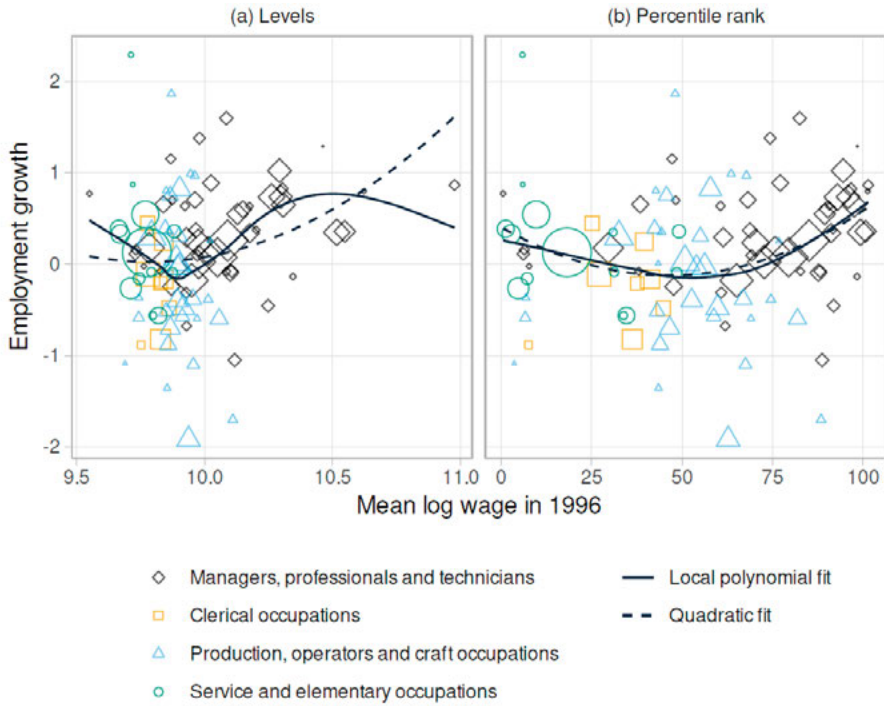 (a) Levels
(b) Percentile rank
Employment growth
2
1
0
-1
-2
9.5
10.0
10.5
11.0
0
25
50
75
100
Mean log wage in 1996
Managers, professionals and technicians
Clerical occupations
Production, operators and craft occupations
Service and elementary occupations
Local polynomial fit
Quadratic fit